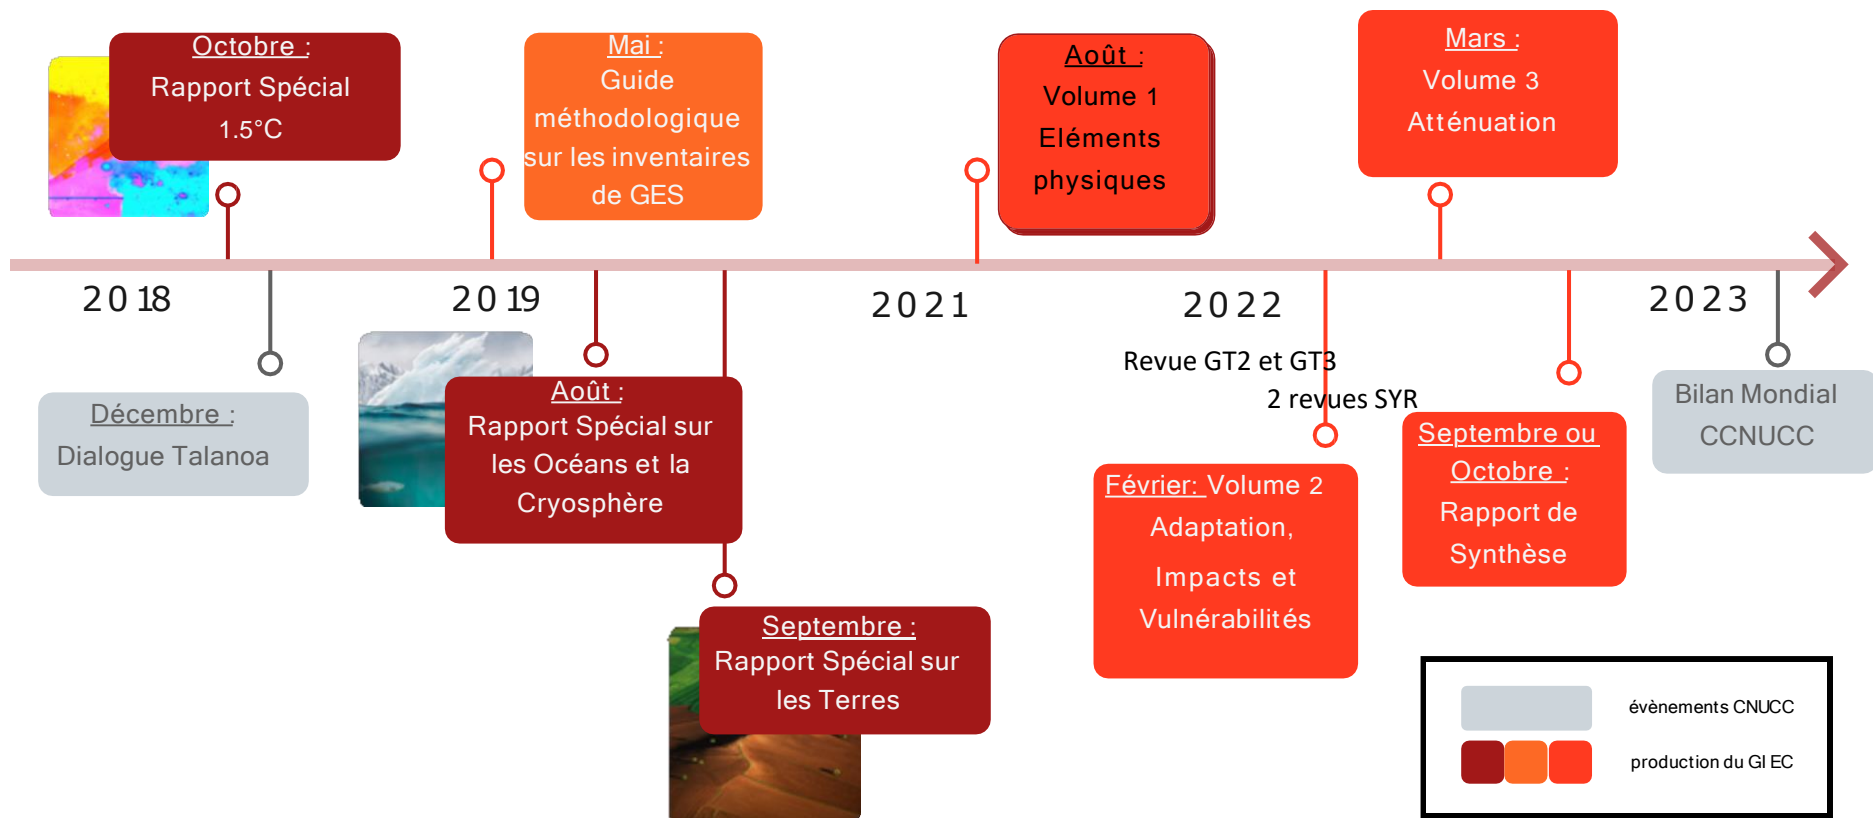 Octobre :
Rapport Spécial
1.5°C
Mai :
Guide
méthodologique
sur les inventaires
de GES
Août :
Volume 1
Eléments
physiques
Mars :
Volume 3
Atténuation
2018
2019
2021
2022
2023
Revue GT2 et GT3
2 revues SYR
Décembre :
Dialogue Talanoa
Août :
Rapport Spécial sur
les Océans et la
Cryosphère
Septembre :
Rapport Spécial sur
les Terres
Février: Volume 2
Adaptation,
Impacts et
Vulnérabilités
Septembre ou
Octobre :
Rapport de
Synthèse
Bilan Mondial
CCNUCC
évènements CNUCC
production du GIEC